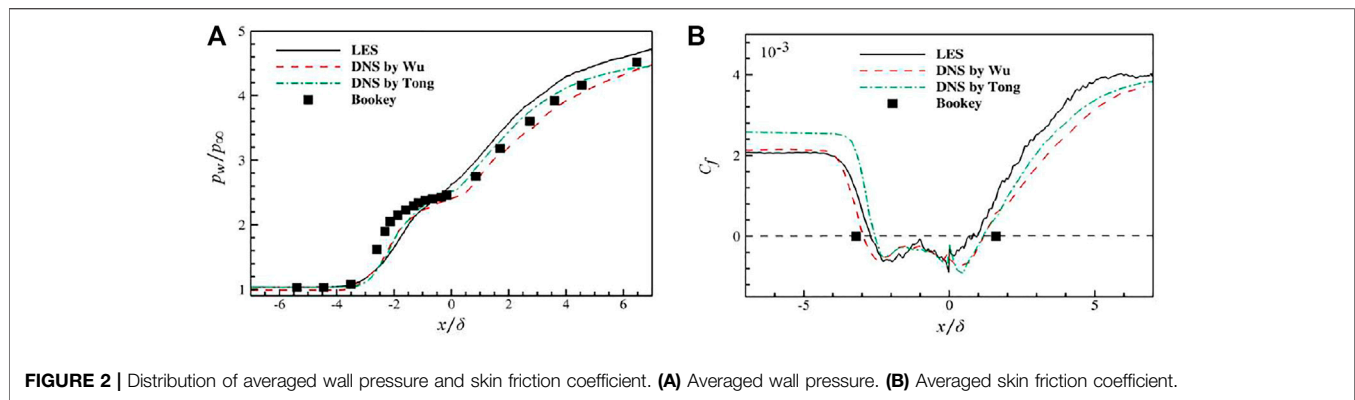 A
5
4
3
2
1
p_w/p_∞
LES
DNS by Wu
DNS by Tong
Bookey
-6
-4
-2
0
2
4
6
x/δ
B
10⁻³
4
2
0
C_f
LES
DNS by Wu
DNS by Tong
Bookey
-5
0
5
x/δ
FIGURE 2 | Distribution of averaged wall pressure and skin friction coefficient. (A) Averaged wall pressure. (B) Averaged skin friction coefficient.